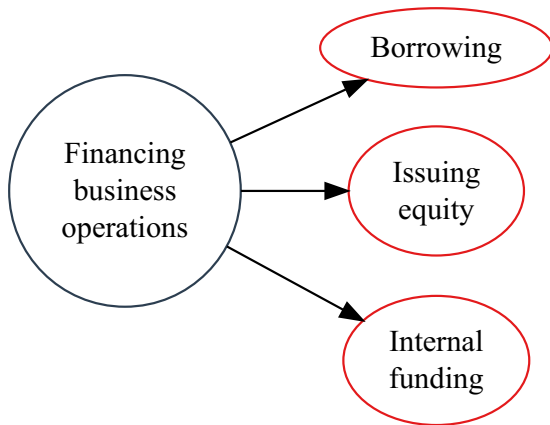 Financing
business
operations
Borrowing
Issuing
equity
Internal
funding